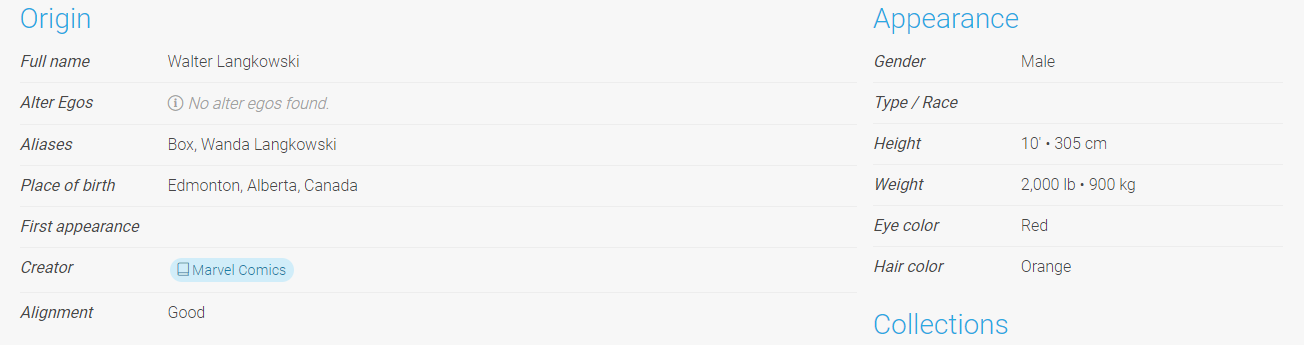 Origin
Full name Walter Langkowski
Alter Egos No alter egos found.
Aliases Box, Wanda Langkowski
Place of birth Edmonton, Alberta, Canada
First appearance
Creator Marvel Comics
Alignment Good
Appearance
Gender Male
Type / Race
Height 10' • 305 cm
Weight 2,000 lb • 900 kg
Eye color Red
Hair color Orange
Collections